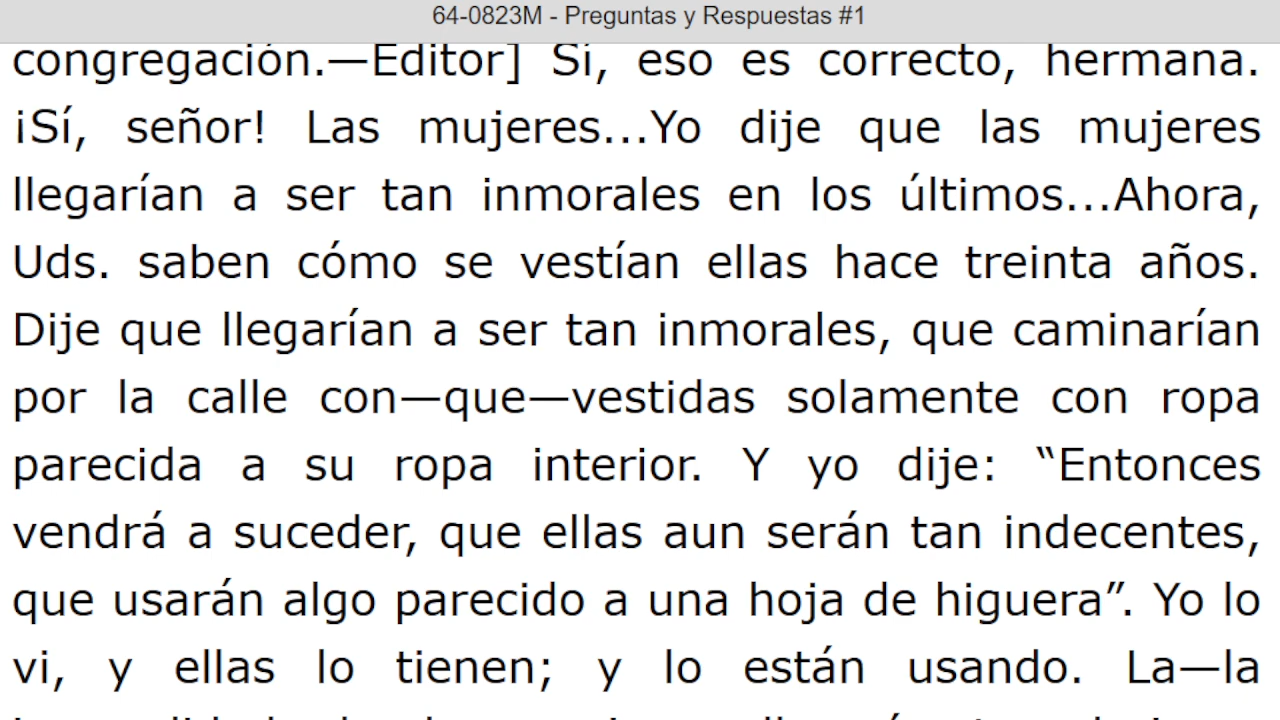 64-0823M - Preguntas y Respuestas #1
congregación.—Editor] Sí, eso es correcto, hermana.
¡Sí, señor! Las mujeres...Yo dije que las mujeres
llegarían a ser tan inmorales en los últimos...Ahora,
Uds. saben cómo se vestían ellas hace treinta años.
Dije que llegarían a ser tan inmorales, que caminarían
por la calle con—que—vestidas solamente con ropa
parecida a su ropa interior. Y yo dije: “Entonces
vendrá a suceder, que ellas aun serán tan indecentes,
que usarán algo parecido a una hoja de higuera”. Yo lo
vi, y ellas lo tienen; y lo están usando. La—la